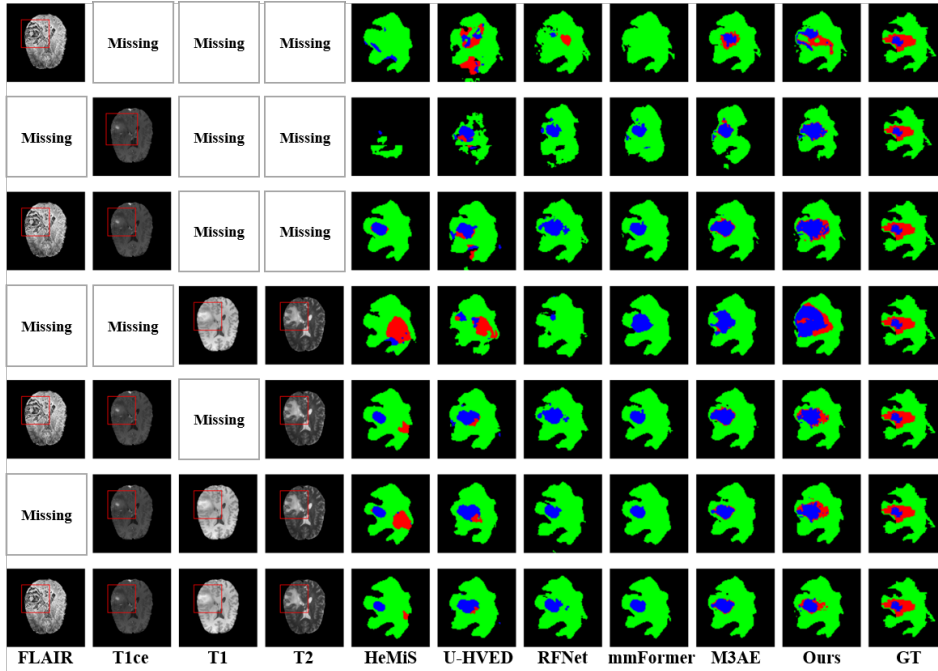 Missing Missing Missing
Missing Missing Missing
Missing Missing
Missing Missing
Missing
Missing
FLAIR T1ce T1 T2 HeMiS U-HVED RFNet mmFormer M3AE Ours GT